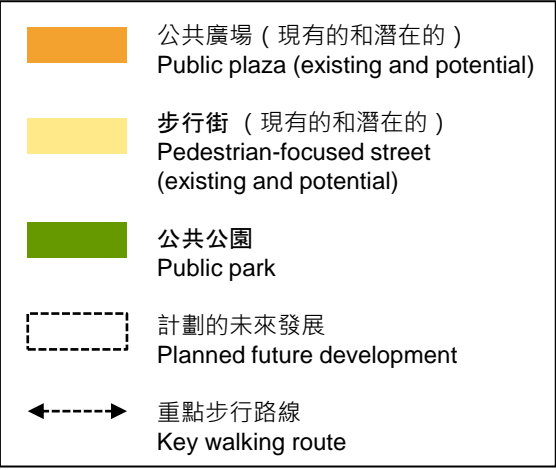 公共廣場（現有的和潛在的）
Public plaza (existing and potential)
步行街 （現有的和潛在的）
Pedestrian-focused street
(existing and potential)
公共公園
Public park
計劃的未來發展
Planned future development
重點步行路線
Key walking route